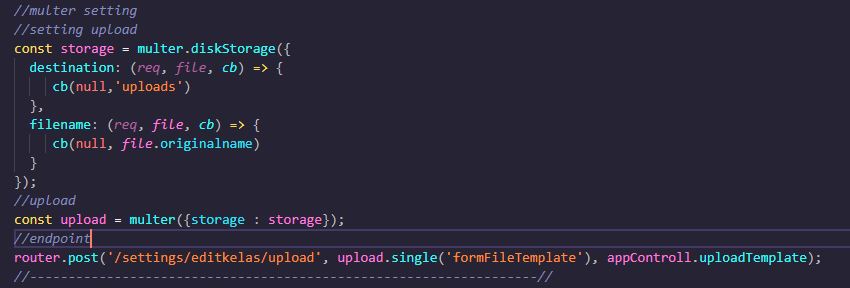 //multer setting
//setting upload
const storage = multer.diskStorage({
  destination: (req, file, cb) => {
     cb(null,'uploads')
  },
  filename: (req, file, cb) => {
     cb(null, file.originalname)
  }
});
//upload
const upload = multer({storage : storage});
//endpoint
router.post('/settings/editkelas/upload', upload.single('formFileTemplate'), appControll.uploadTemplate);
//----------------------------------------------------------------//